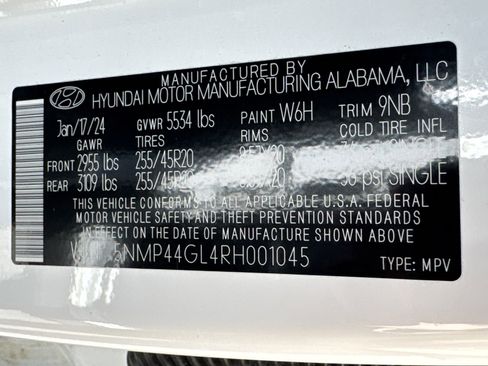 MANUFACTURED BY
HYUNDAI MOTOR MANUFACTURING ALABAMA, LLC
Jan/17/24 GVWR 5534 lbs PAINT W6H TRIM 9NB
GAWR TIRES RIMS COLD TIRE INFL
FRONT 2955 lbs 255/45R20 SINGLE
REAR 3109 lbs psi SINGLE
THIS VEHICLE CONFORMS TO ALL APPLICABLE U.S.A. FEDERAL
MOTOR VEHICLE SAFETY AND THEFT PREVENTION STANDARDS
IN EFFECT ON THE DATE OF MANUFACTURE SHOWN ABOVE
5NMP44GL4RH001045
TYPE: MPV